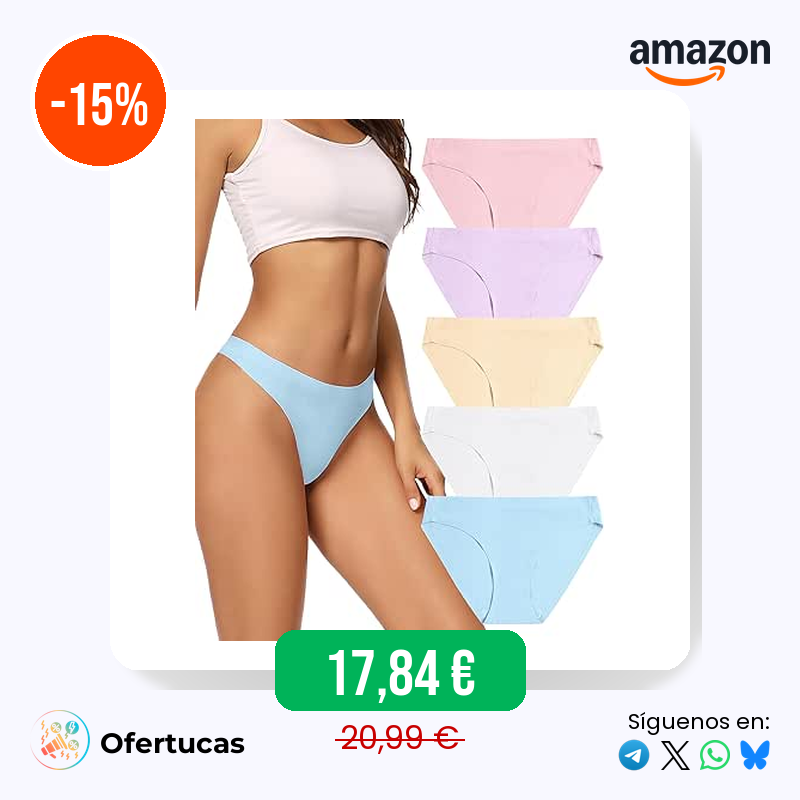 -15%
amazon
17,84 €
20,99 €
Ofertucas
Síguenos en: